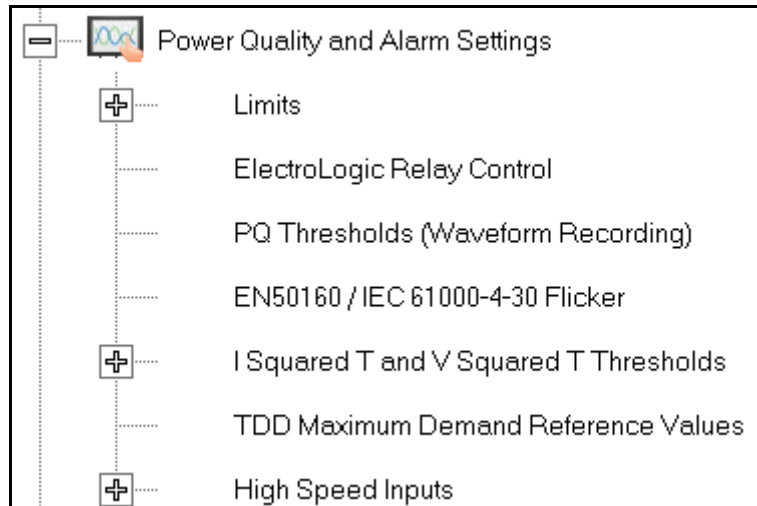 Power Quality and Alarm Settings
Limits
ElectroLogic Relay Control
PQ Thresholds (Waveform Recording)
EN50160 / IEC 61000-4-30 Flicker
I Squared T and V Squared T Thresholds
TDD Maximum Demand Reference Values
High Speed Inputs